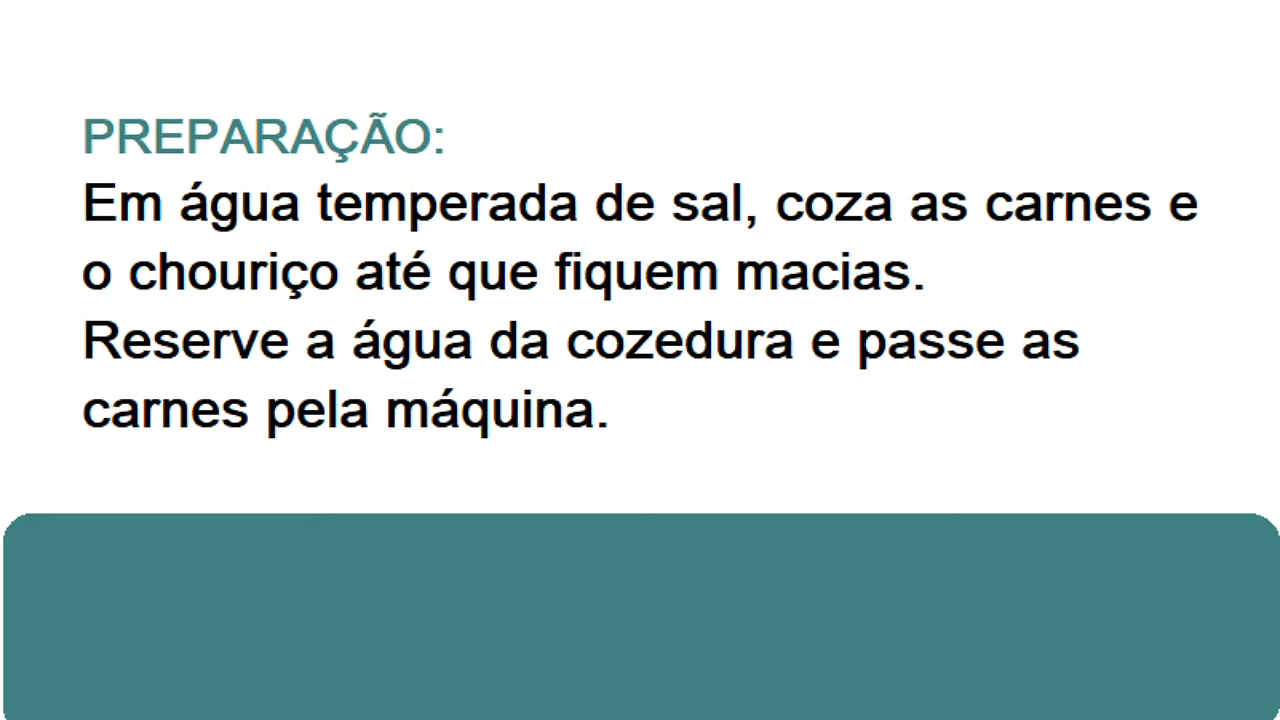 PREPARAÇÃO:
Em água temperada de sal, coza as carnes e
o chouriço até que fiquem macias.
Reserve a água da cozedura e passe as
carnes pela máquina.